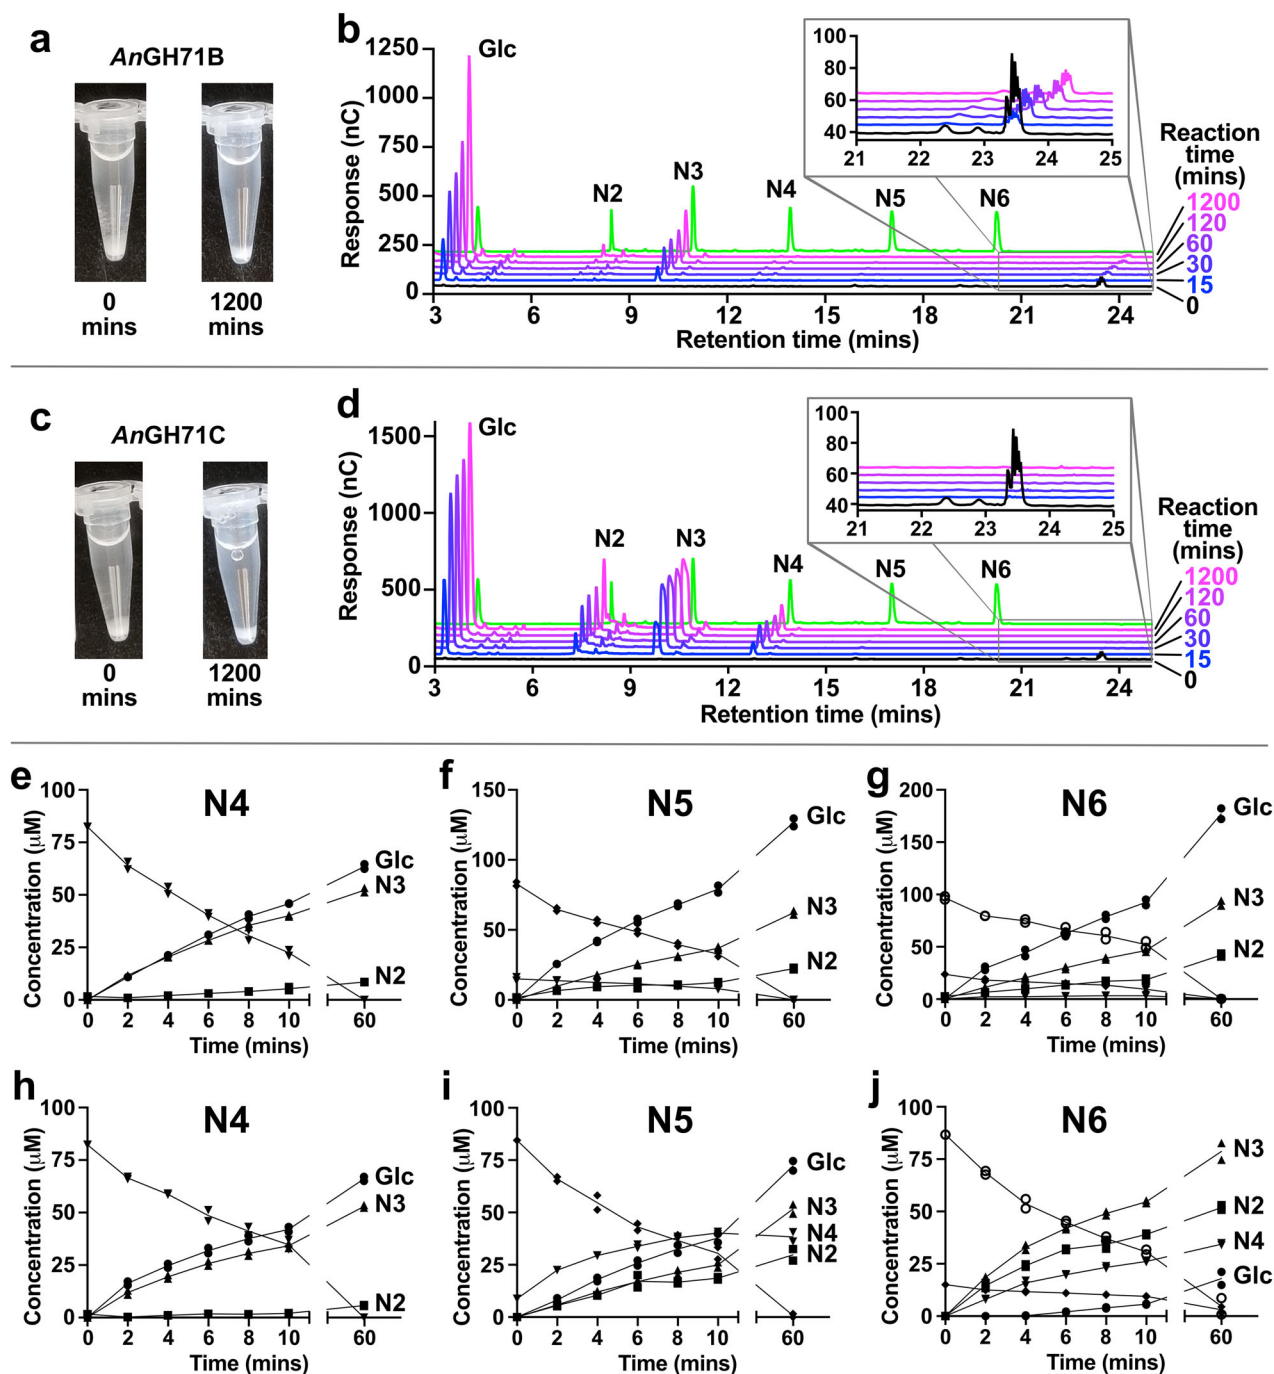 a
AnGH71B
0
mins
1200
mins
b
Response (nC)
1250
1000
750
500
250
0
Glc
N2
N3
N4
N5
N6
3
6
9
12
15
18
21
24
Retention time (mins)
100
80
60
40
21
22
23
24
25
Reaction
time
(mins)
1200
120
60
30
15
0
c
AnGH71C
0
mins
1200
mins
d
Response (nC)
1500
1000
500
0
Glc
N2
N3
N4
N5
N6
3
6
9
12
15
18
21
24
Retention time (mins)
100
80
60
40
21
22
23
24
25
Reaction
time
(mins)
1200
120
60
30
15
0
e
N4
Concentration (μM)
100
75
50
25
0
Glc
N3
N2
0 2 4 6 8 10 60
Time (mins)
f
N5
Concentration (μM)
150
100
50
0
Glc
N3
N2
0 2 4 6 8 10 60
Time (mins)
g
N6
Concentration (μM)
200
150
100
50
0
Glc
N3
N2
0 2 4 6 8 10 60
Time (mins)
h
N4
Concentration (μM)
100
75
50
25
0
Glc
N3
N2
0 2 4 6 8 10 60
Time (mins)
i
N5
Concentration (μM)
100
75
50
25
0
Glc
N3
N4
N2
0 2 4 6 8 10 60
Time (mins)
j
N6
Concentration (μM)
100
75
50
25
0
N3
N2
N4
Glc
0 2 4 6 8 10 60
Time (mins)